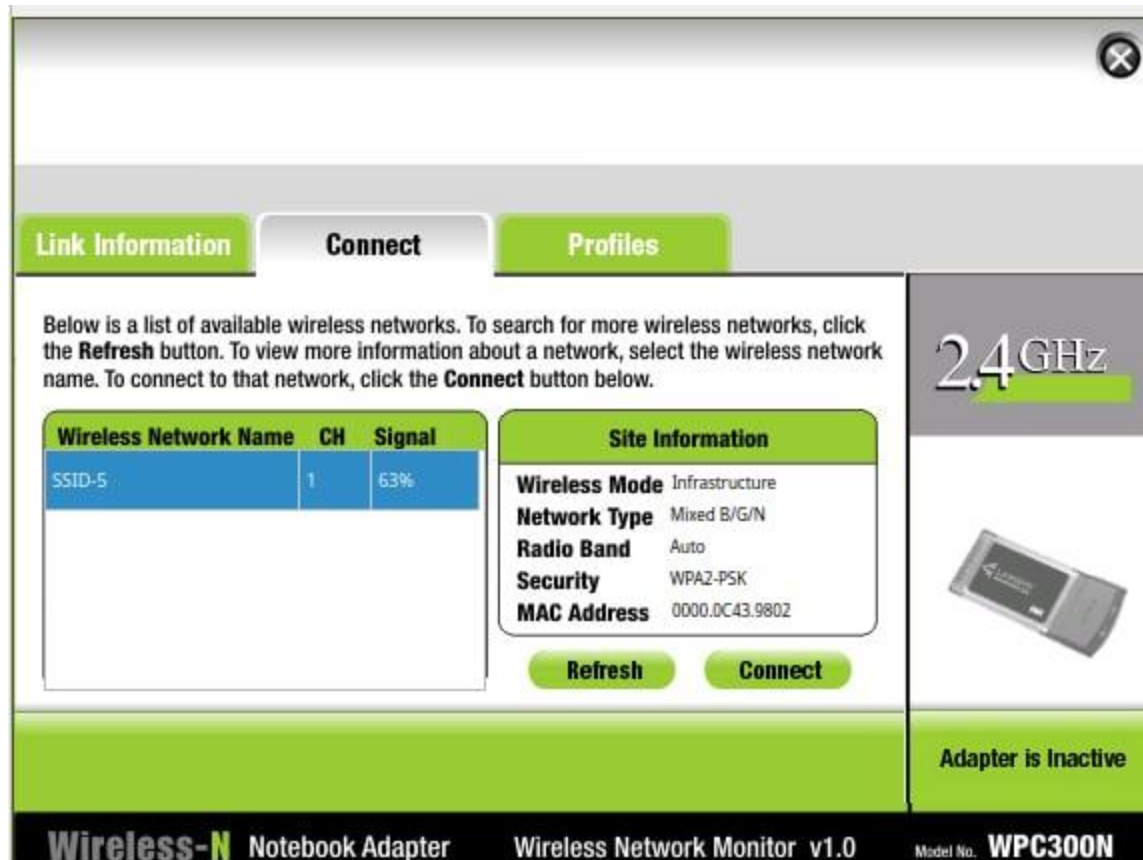 Link Information
Connect
Profiles
Below is a list of available wireless networks. To search for more wireless networks, click
the Refresh button. To view more information about a network, select the wireless network
name. To connect to that network, click the Connect button below.
2.4GHz
Wireless Network Name CH Signal
SSID-5 1 63%
Site Information
Wireless Mode Infrastructure
Network Type Mixed B/G/N
Radio Band Auto
Security WPA2-PSK
MAC Address 0000.0C43.9802
Refresh
Connect
Adapter is Inactive
Wireless-N Notebook Adapter Wireless Network Monitor v1.0 Model No. WPC300N